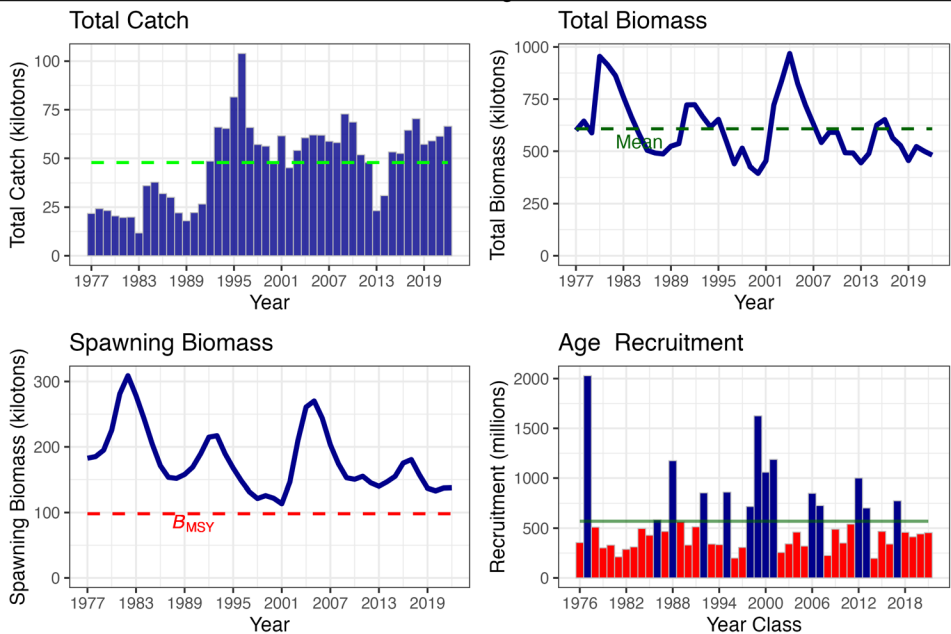 Total Catch
Total Catch (kilotons)
100
75
50
25
0
1977 1983 1989 1995 2001 2007 2013 2019
Year
Total Biomass
Total Biomass (kilotons)
1000
750
500
250
0
Mean
1977 1983 1989 1995 2001 2007 2013 2019
Year
Spawning Biomass
Spawning Biomass (kilotons)
300
200
100
0
BMSY
1977 1983 1989 1995 2001 2007 2013 2019
Year
Age Recruitment
Recruitment (millions)
2000
1500
1000
500
0
1976 1982 1988 1994 2000 2006 2012 2018
Year Class